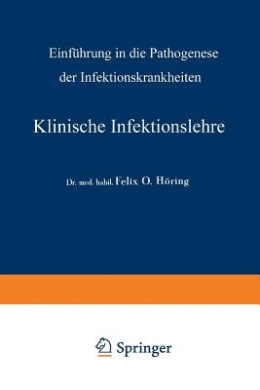 Einführung in die Pathogenese
der Infektionskrankheiten
Klinische Infektionslehre
Dr. med. habil. Felix O. Höring
Springer